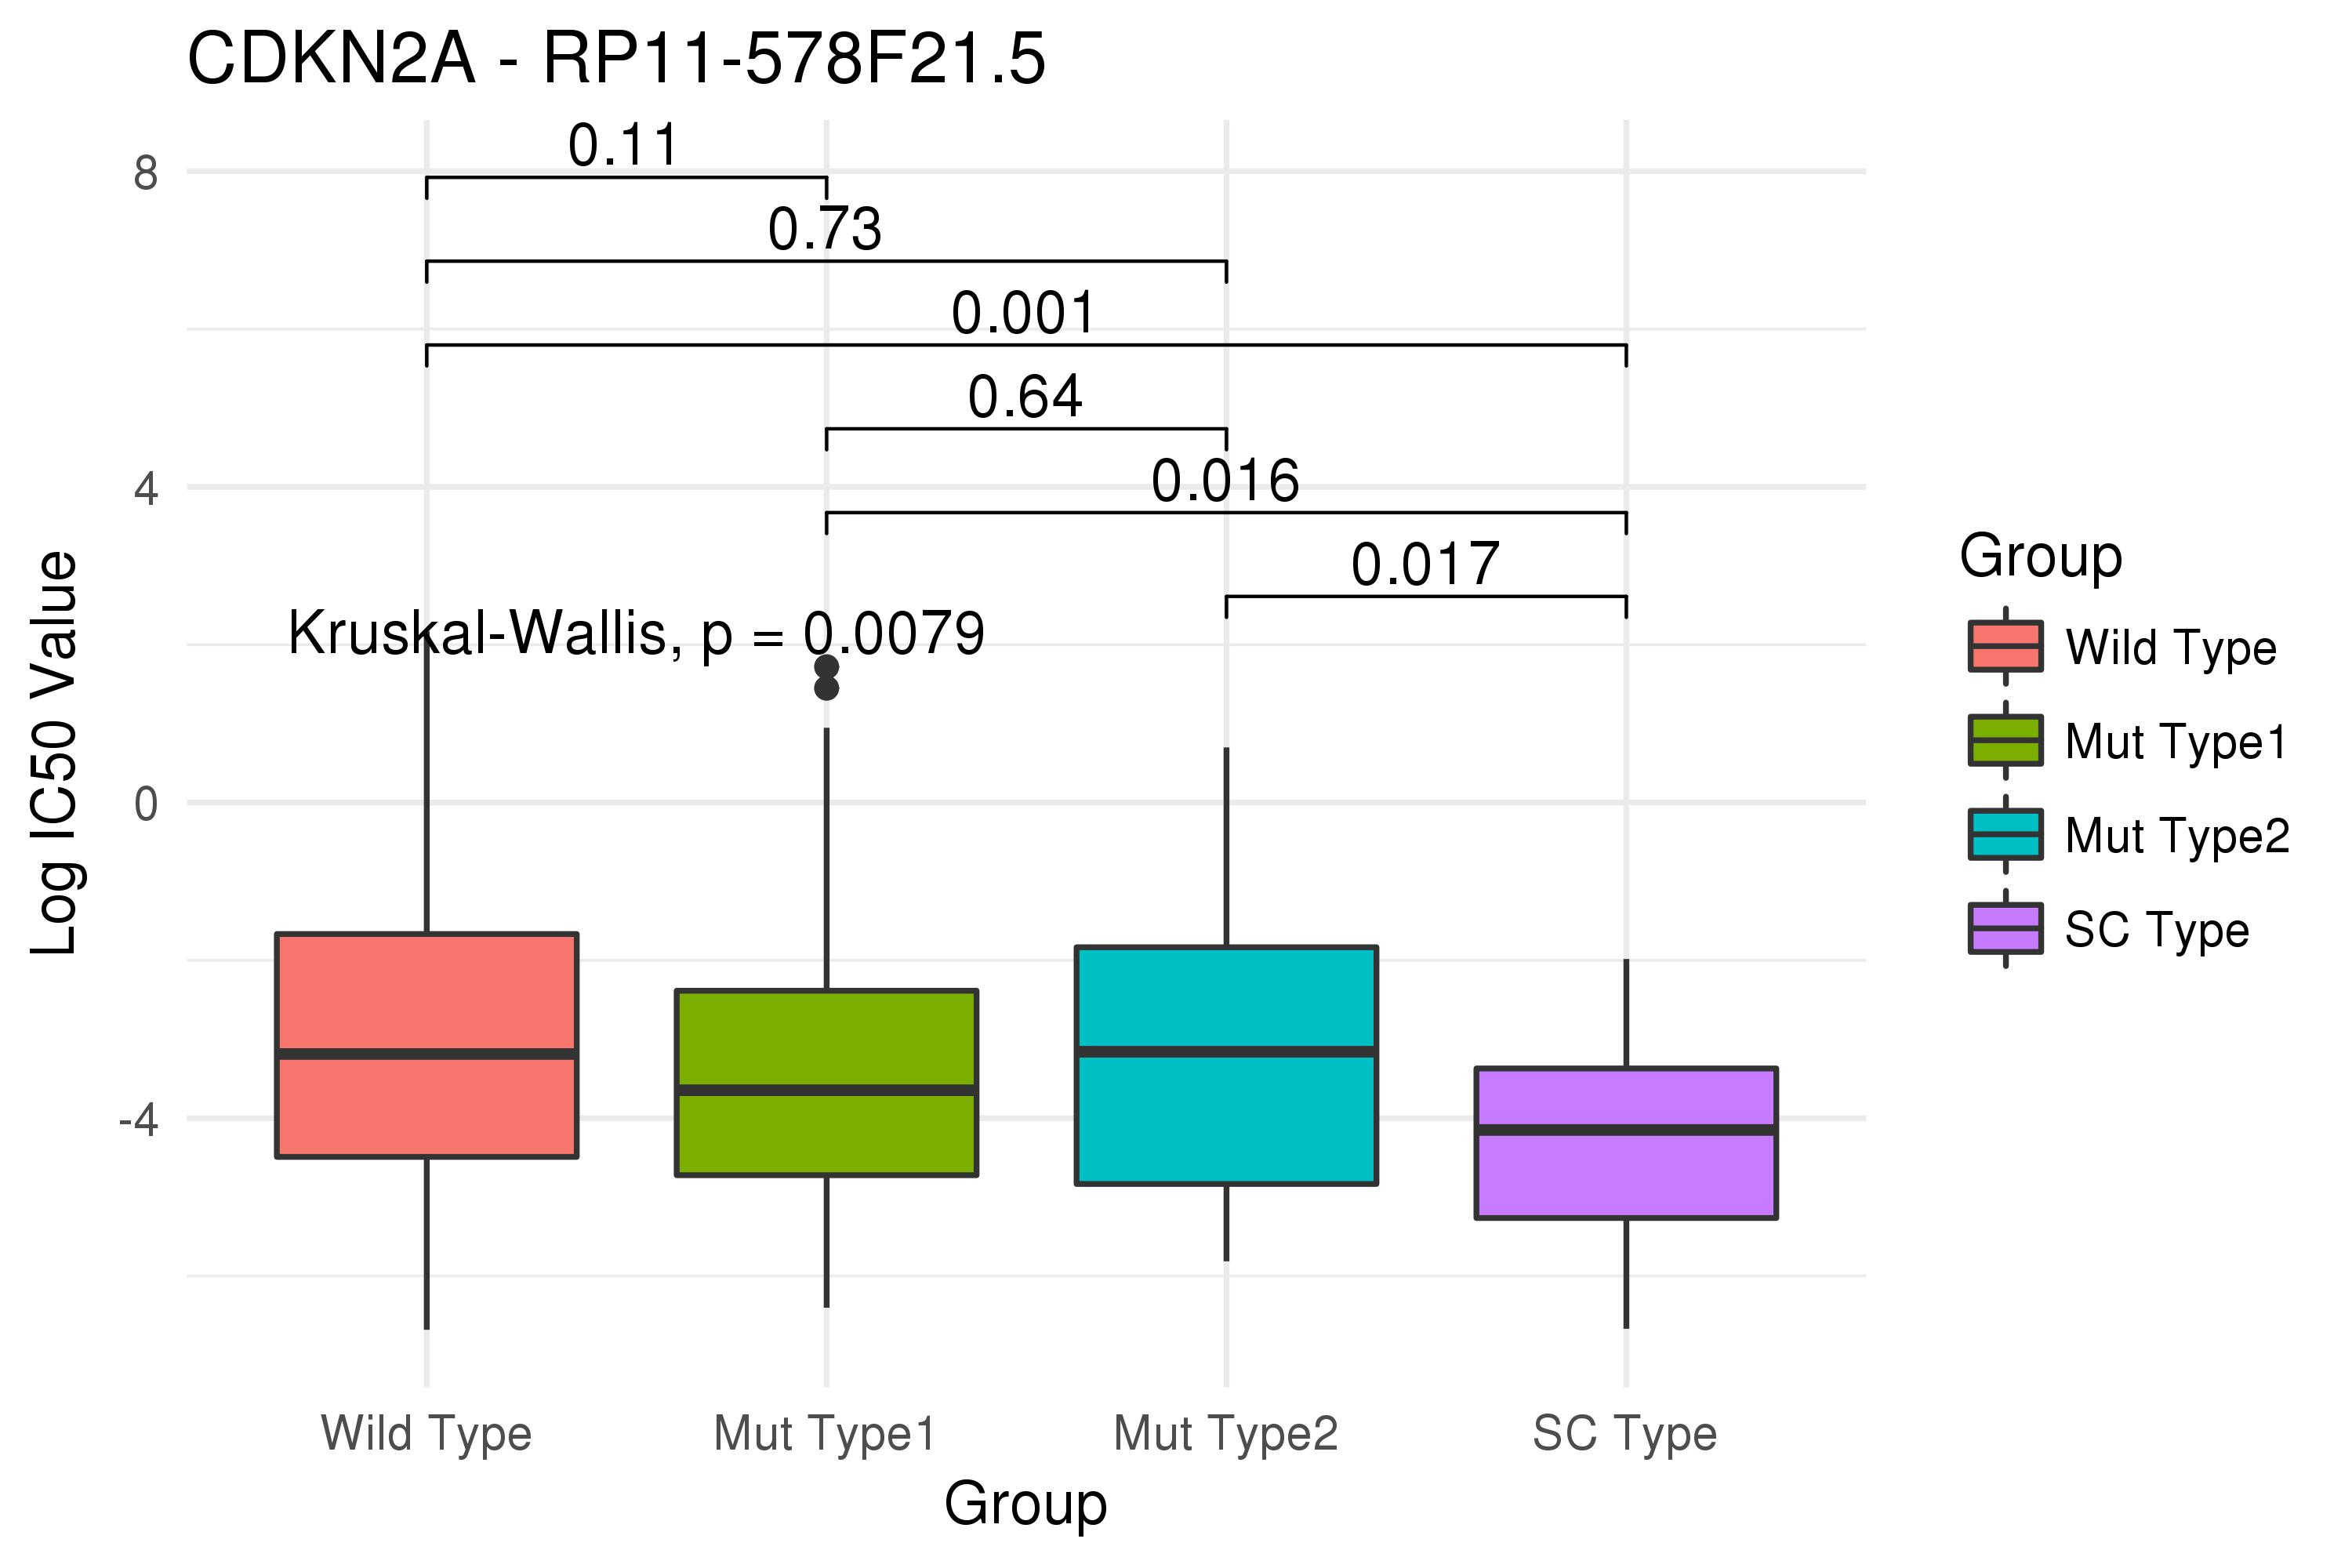 CDKN2A - RP11-578F21.5
8
4
0
-4
Log IC50 Value
0.11
0.73
0.001
0.64
0.016
0.017
Kruskal-Wallis, p = 0.0079
Wild Type
Mut Type1
Mut Type2
SC Type
Group
Group
Wild Type
Mut Type1
Mut Type2
SC Type